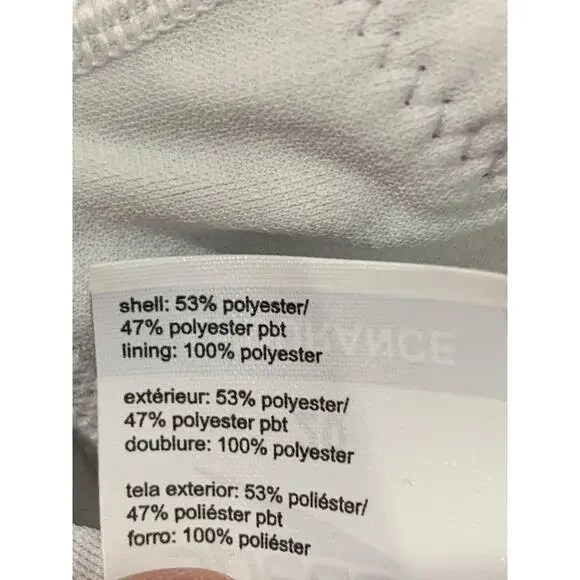 shell: 53% polyester/
47% polyester pbt
lining: 100% polyester
extérieur: 53% polyester/
47% polyester pbt
doublure: 100% polyester
tela exterior: 53% poliéster/
47% poliéster pbt
forro: 100% poliéster